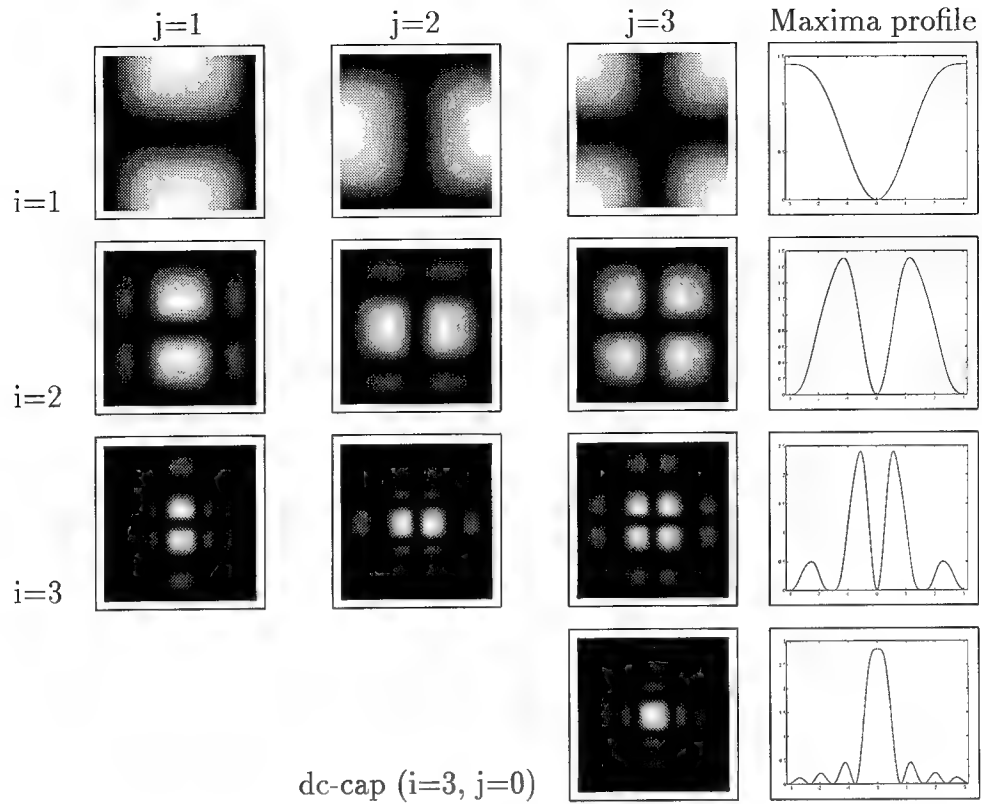 j=1 j=2 j=3 Maxima profile
i=1
i=2
i=3
dc-cap (i=3, j=0)